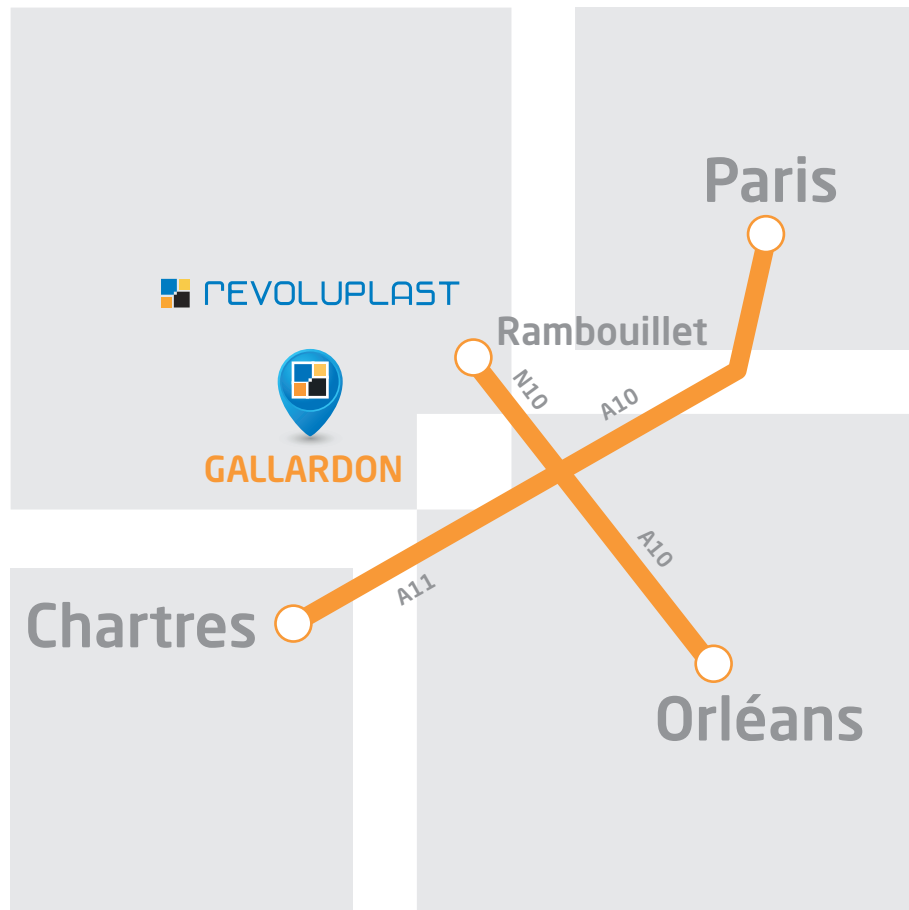 Paris
REVOLUPLAST
Rambouillet
N10
A10
GALLARDON
A10
A11
Chartres
Orléans